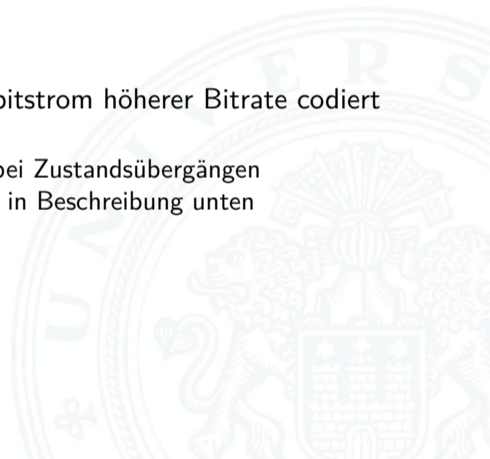 bitstrom höherer Bitrate codiert
bei Zustandsübergängen
in Beschreibung unten
U N I V E R S